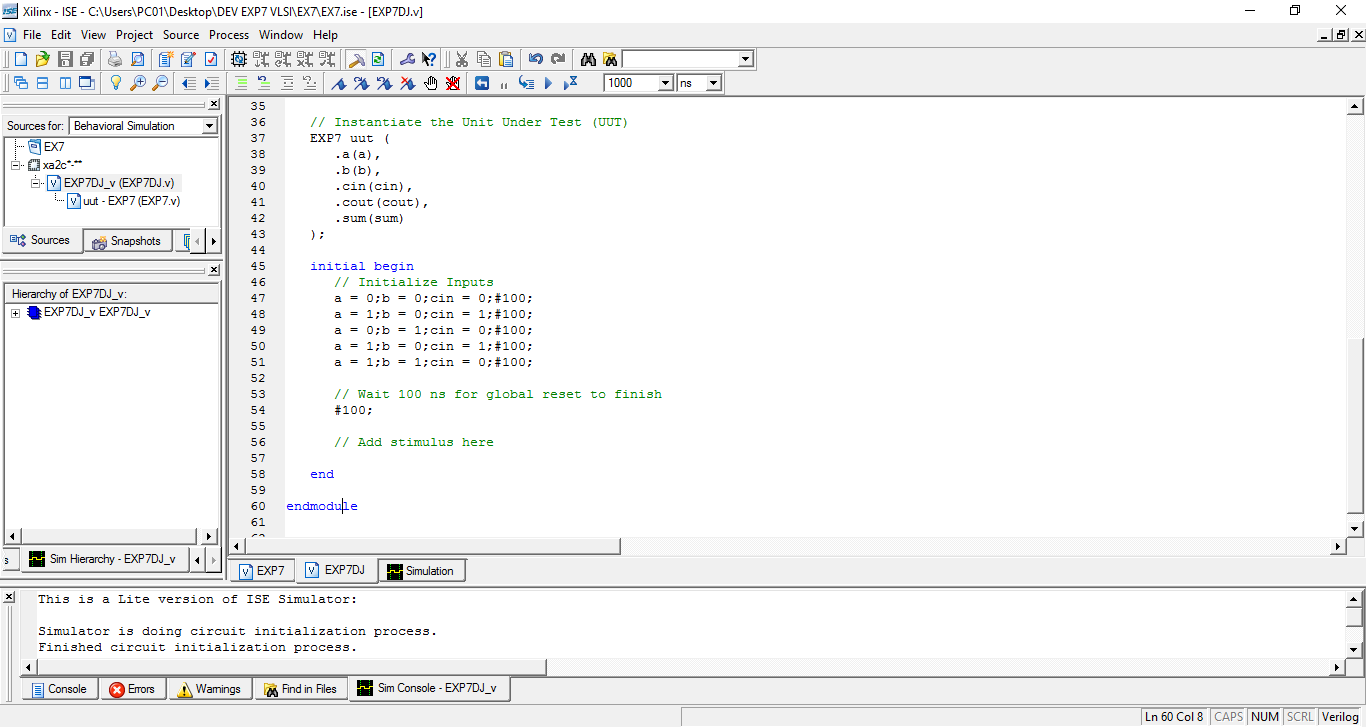 Xilinx - ISE - C:\Users\PC01\Desktop\DEV EXP7 VLSI\EX7\EX7.ise - [EXP7DJ.v]
File Edit View Project Source Process Window Help
1000 ns
Sources for: Behavioral Simulation
EX7
xa2c*-**
EXP7DJ_v (EXP7DJ.v)
uut - EXP7 (EXP7.v)
Sources Snapshots
Hierarchy of EXP7DJ_v:
EXP7DJ_v EXP7DJ_v
s Sim Hierarchy - EXP7DJ_v
35
36 // Instantiate the Unit Under Test (UUT)
37 EXP7 uut (
38 .a(a),
39 .b(b),
40 .cin(cin),
41 .cout(cout),
42 .sum(sum)
43 );
44
45 initial begin
46 // Initialize Inputs
47 a = 0;b = 0;cin = 0;#100;
48 a = 1;b = 0;cin = 1;#100;
49 a = 0;b = 1;cin = 0;#100;
50 a = 1;b = 0;cin = 1;#100;
51 a = 1;b = 1;cin = 0;#100;
52
53 // Wait 100 ns for global reset to finish
54 #100;
55
56 // Add stimulus here
57
58 end
59
60 endmodule
61
62
EXP7 EXP7DJ Simulation
This is a Lite version of ISE Simulator:
Simulator is doing circuit initialization process.
Finished circuit initialization process.
Console Errors Warnings Find in Files Sim Console - EXP7DJ_v
Ln 60 Col 8 CAPS NUM SCRL Verilog